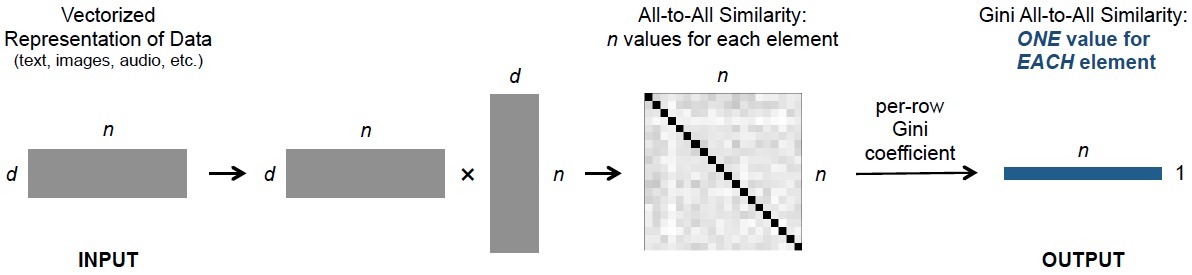 Vectorized
Representation of Data
(text, images, audio, etc.)
n
d
INPUT
n
d
×
d
n
All-to-All Similarity:
n values for each element
n
n
per-row
Gini
coefficient
Gini All-to-All Similarity:
ONE value for
EACH element
n
1
OUTPUT